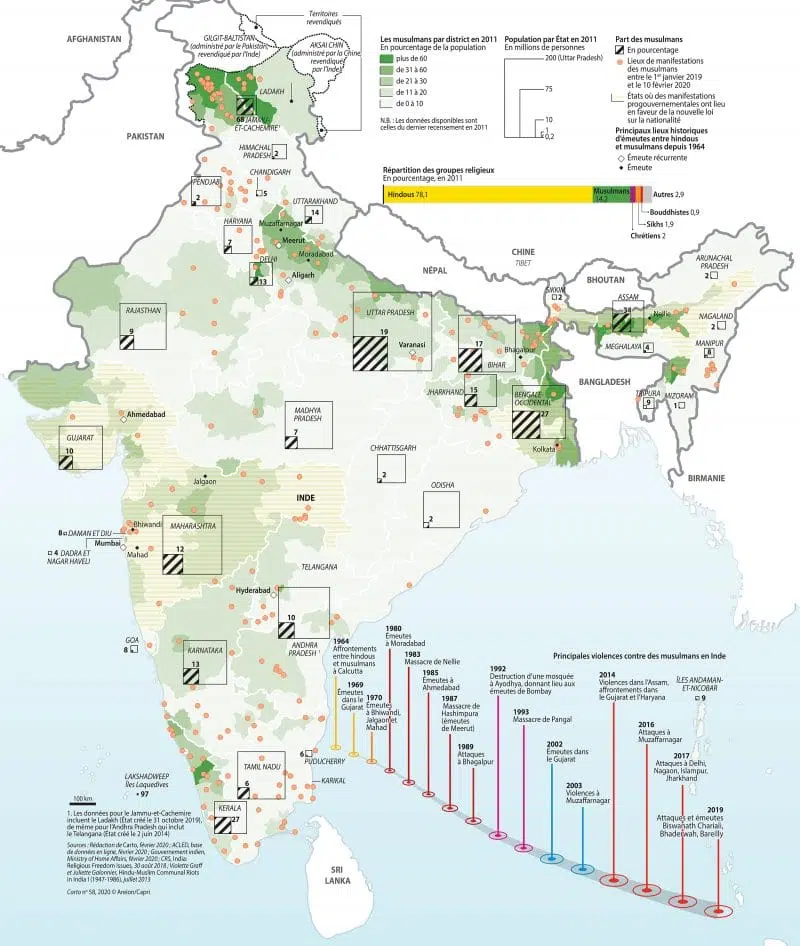 Territoires
revendiqués
AFGHANISTAN
GILGIT-BALTISTAN
(administré par le Pakistan,
revendiqué par l'Inde)
AKSAI CHIN
(administré par la Chine,
revendiqué
par l'Inde)
LADAKH
68
JAMMU-
ET-CACHEMIRE¹
PAKISTAN
Les musulmans par district en 2011
En pourcentage de la population
plus de 60
de 31 à 60
de 21 à 30
de 11 à 20
de 0 à 10
N.B. : Les données disponibles sont
celles du dernier recensement en 2011
Population par État en 2011
En millions de personnes
200 (Uttar Pradesh)
75
10
1
0,2
Part des musulmans
En pourcentage
Lieux de manifestations
des musulmans
entre le 1er janvier 2019
et le 10 février 2020
États où des manifestations
progouvernementales ont lieu
en faveur de la nouvelle loi
sur la nationalité
Principaux lieux historiques
d'émeutes entre hindous
et musulmans depuis 1964
Émeute récurrente
Émeute
Répartition des groupes religieux
En pourcentage, en 2011
Hindous 78,1
Musulmans
14,2
Autres 2,9
Bouddhistes 0,9
Sikhs 1,9
Chrétiens 2
HIMACHAL
PRADESH 2
CHANDIGARH
5
PENDJAB
2
UTTARAKHAND
14
HARYANA
7
Muzaffarnagar
Meerut
Moradabad
DELHI
13
Aligarh
NÉPAL
CHINE
TIBET
BHOUTAN
SIKKIM
2
ARUNACHAL
PRADESH
2
ASSAM
34
Nellie
NAGALAND
2
MEGHALAYA 4
MANIPUR
8
TRIPURA
9
MIZORAM
1
BANGLADESH
BIRMANIE
RAJASTHAN
9
UTTAR PRADESH
19
Varanasi
17
BIHAR
Bhagalpur
JHARKHAND 15
BENGALE-
OCCIDENTAL
27
Kolkata
Ahmedabad
GUJARAT
10
MADHYA
PRADESH
7
CHHATTISGARH
2
ODISHA
2
Jalgaon
INDE
8 DAMAN ET DIU
Bhiwandi
Mumbai
4 DADRA ET
NAGAR HAVELI
Mahad
MAHARASHTRA
12
TELANGANA
Hyderabad
10
ANDHRA
PRADESH¹
GOA
8
KARNATAKA
13
6
PUDUCHERRY
KARIKAL
TAMIL NADU
6
KERALA
27
LAKSHADWEEP
Îles Laquedives
97
SRI
LANKA
ÎLES ANDAMAN-
ET-NICOBAR
9
Principales violences contre des musulmans en Inde
1964
Affrontements
entre hindous
et musulmans
à Calcutta
1969
Émeutes
dans le
Gujarat
1970
Émeutes
à Bhiwandi,
Jalgaon et
Mahad
1980
Émeutes
à Moradabad
1983
Massacre de Nellie
1985
Émeutes à
Ahmedabad
1987
Massacre de
Hashimpura
(émeutes
de Meerut)
1989
Attaques
à Bhagalpur
1992
Destruction d'une mosquée
à Ayodhya, donnant lieu aux
émeutes de Bombay
1993
Massacre de Pangal
2002
Émeutes dans
le Gujarat
2003
Violences à
Muzaffarnagar
2014
Violences dans l'Assam,
affrontements dans
le Gujarat et l'Haryana
2016
Attaques à
Muzaffarnagar
2017
Attaques à Delhi,
Nagaon, Islampur,
Jharkhand
2019
Attaques et émeutes
Biswanath Chariali,
Bhaderwah, Bareilly
100 km
1. Les données pour le Jammu-et-Cachemire
incluent le Ladakh (État créé le 31 octobre 2019),
de même pour l'Andhra Pradesh qui inclut
le Telangana (État créé le 2 juin 2014)
Sources : Rédaction de Carto, février 2020 ; ACLED, base
de données en ligne, février 2020 ; Gouvernement indien,
Ministry of Home Affairs, février 2020 ; CRS, India:
Religious Freedom Issues, 30 août 2018 ; Violette Graff
et Juliette Galonnier, Hindu-Muslim Communal Riots
in India I (1947-1986), juillet 2013
Carto n° 58, 2020 © Areion/Capri